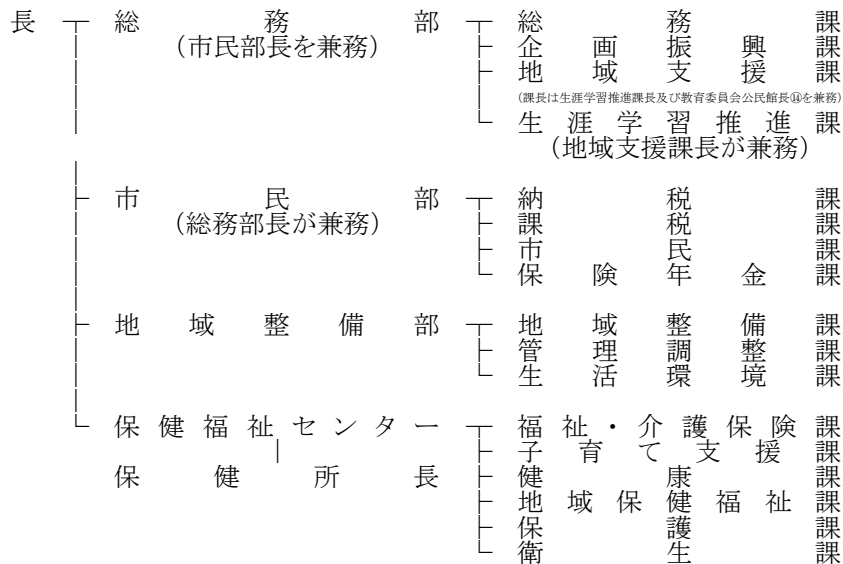 長 総務部 総務課
(市民部長を兼務) 企画振興課
地域支援課
(課長は生涯学習推進課長及び教育委員会公民館長⑭を兼務)
生涯学習推進課
(地域支援課長が兼務)
市民部 納税課
(総務部長が兼務) 課税課
市民課
保険年金課
地域整備部 地域整備課
管理調整課
生活環境課
保健福祉センター 福祉・介護保険課
子育て支援課
保健所長 健康課
地域保健福祉課
保護課
衛生課